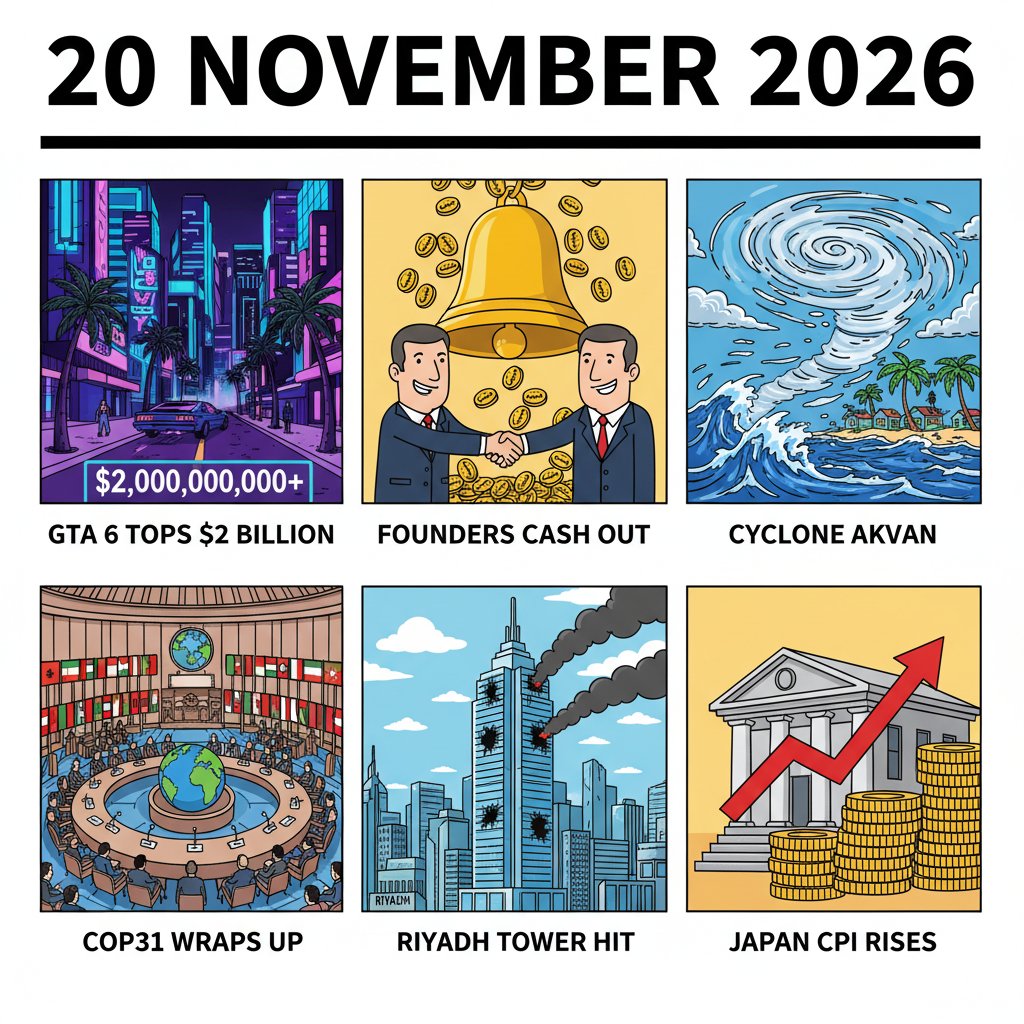 20 NOVEMBER 2026
$2,000,000,000+
GTA 6 TOPS $2 BILLION
FOUNDERS CASH OUT
CYCLONE AKVAN
COP31 WRAPS UP
RIYADH TOWER HIT
JAPAN CPI RISES